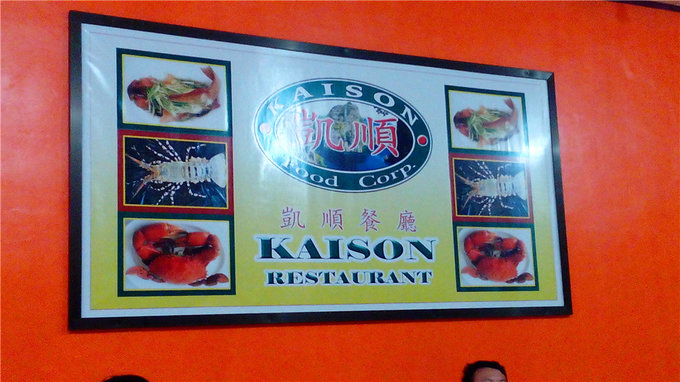 KAISON
凱順
Food Corp.
凱順餐廳
KAISON
RESTAURANT